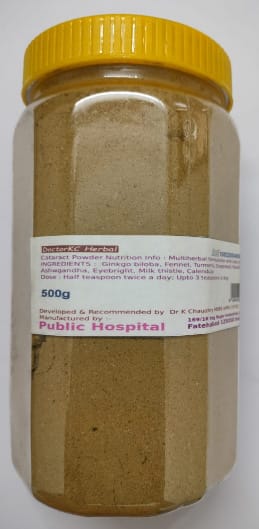 DoctorKC Herbal
Cataract Powder Nutrition Info : Multiherbal
INGREDIENTS : Ginkgo biloba, Fennel, Turmeric,
Ashwagandha, Eyebright, Milk thistle, Calendula
Dose : Half teaspoon twice a day; Upto 3 teaspoon
500g
Developed & Recommended by Dr K Chaudhry
Manufactured by :-
Public Hospital
Fatehabad